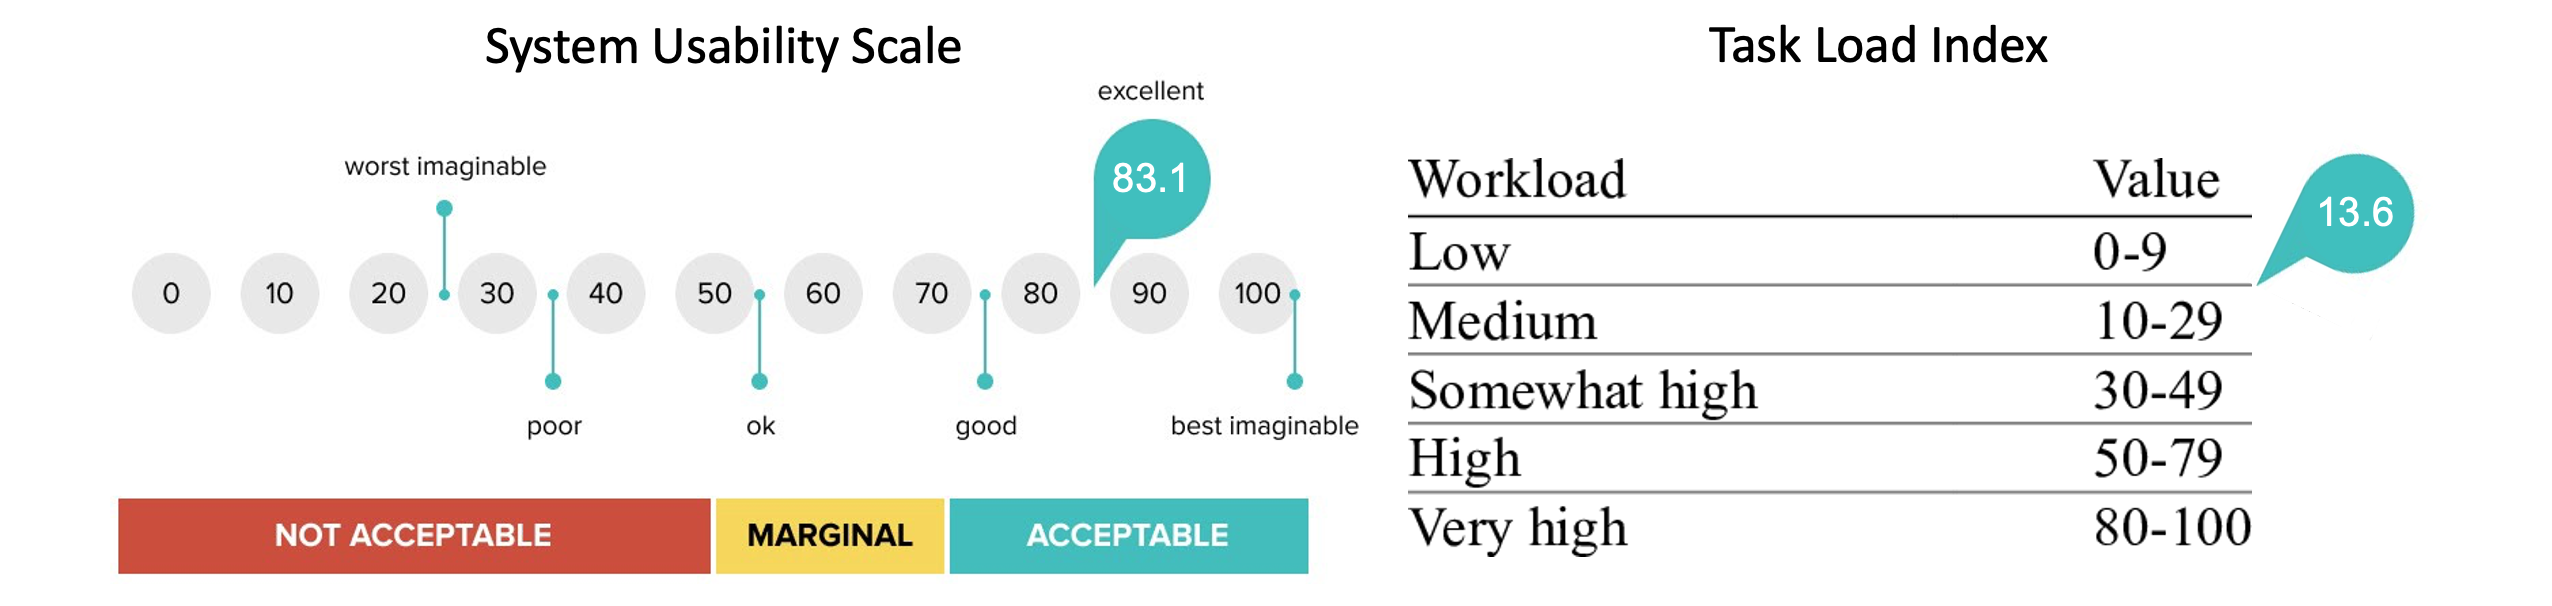 System Usability Scale
excellent
83.1
worst imaginable
0 10 20 30 40 50 60 70 80 90 100
poor ok good best imaginable
NOT ACCEPTABLE MARGINAL ACCEPTABLE
Task Load Index
Workload Value
13.6
Low 0-9
Medium 10-29
Somewhat high 30-49
High 50-79
Very high 80-100